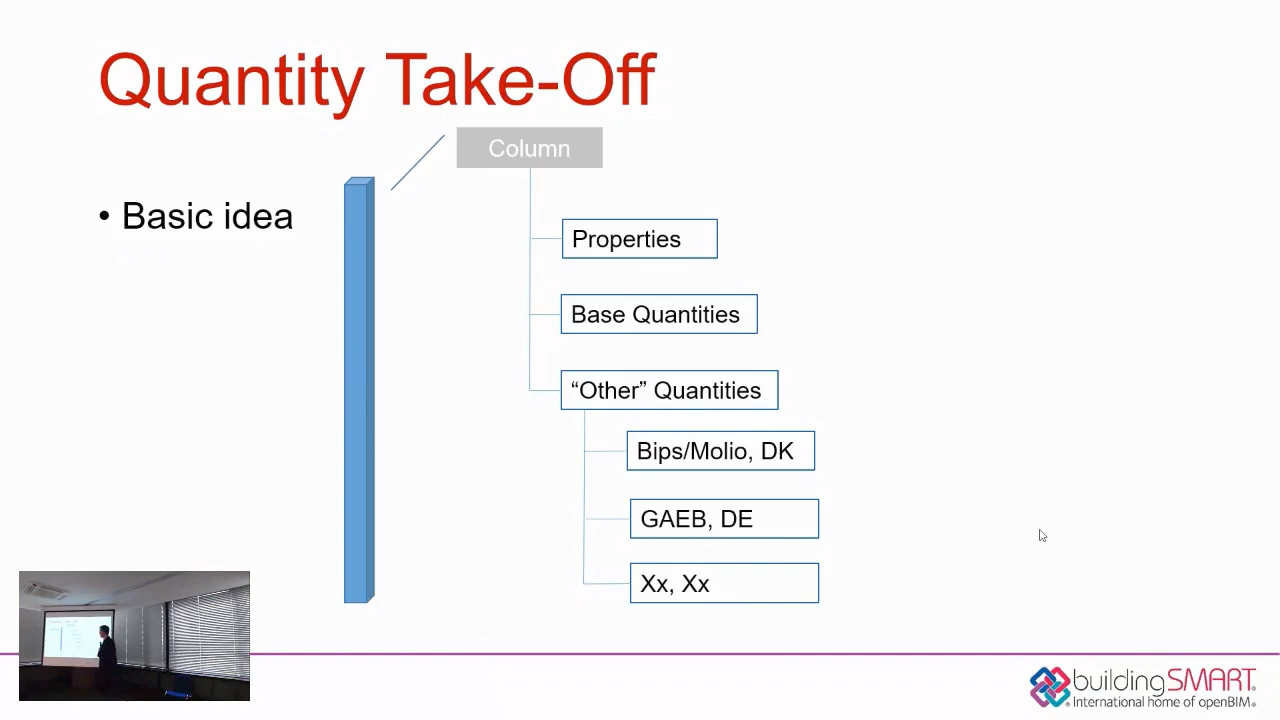 Quantity Take-Off
Column
• Basic idea
Properties
Base Quantities
“Other” Quantities
Bips/Molio, DK
GAEB, DE
Xx, Xx
buildingSMART®
International home of openBIM®